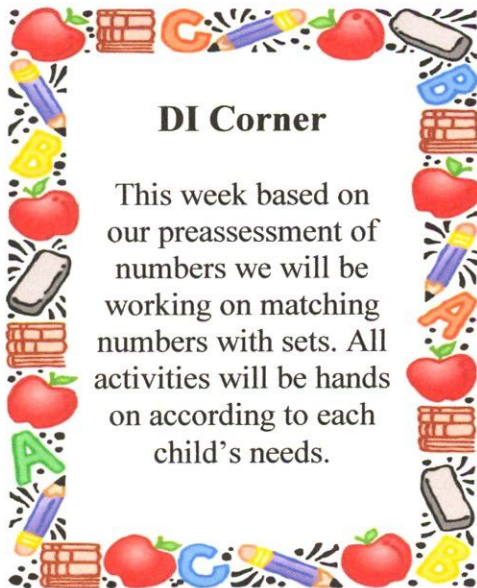 DI Corner
This week based on
our preassessment of
numbers we will be
working on matching
numbers with sets. All
activities will be hands
on according to each
child's needs.